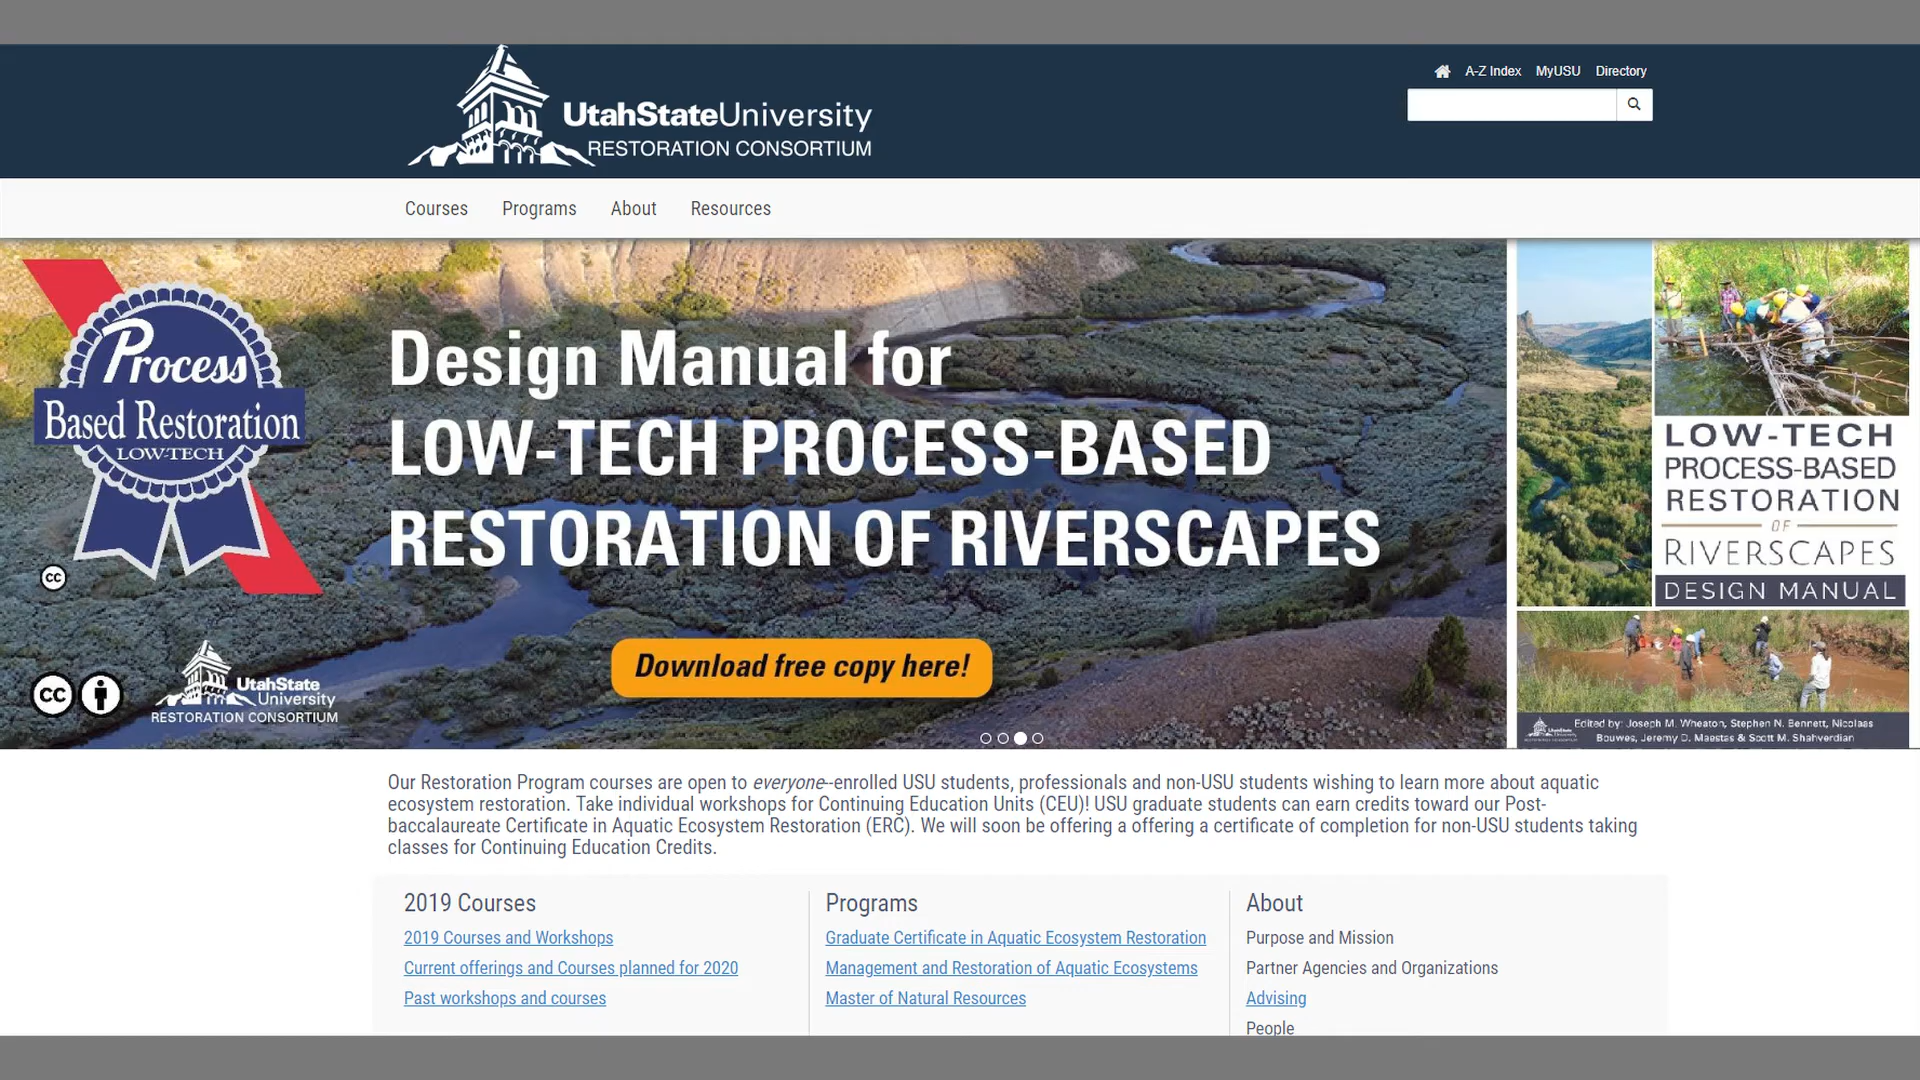 A-Z Index MyUSU Directory
UtahStateUniversity
RESTORATION CONSORTIUM
Courses Programs About Resources
Process
Based Restoration
LOW-TECH
Design Manual for
LOW-TECH PROCESS-BASED
RESTORATION OF RIVERSCAPES
Download free copy here!
cc
cc
UtahState
University
RESTORATION CONSORTIUM
LOW-TECH
PROCESS-BASED
RESTORATION
OF
RIVERSCAPES
DESIGN MANUAL
Edited by: Joseph M. Wheaton, Stephen N. Bennett, Nicolaas
Bouwes, Jeremy D. Maestas & Scott M. Shahverdian
Our Restoration Program courses are open to everyone--enrolled USU students, professionals and non-USU students wishing to learn more about aquatic
ecosystem restoration. Take individual workshops for Continuing Education Units (CEU)! USU graduate students can earn credits toward our Post-
baccalaureate Certificate in Aquatic Ecosystem Restoration (ERC). We will soon be offering a offering a certificate of completion for non-USU students taking
classes for Continuing Education Credits.
2019 Courses
2019 Courses and Workshops
Current offerings and Courses planned for 2020
Past workshops and courses
Programs
Graduate Certificate in Aquatic Ecosystem Restoration
Management and Restoration of Aquatic Ecosystems
Master of Natural Resources
About
Purpose and Mission
Partner Agencies and Organizations
Advising
People